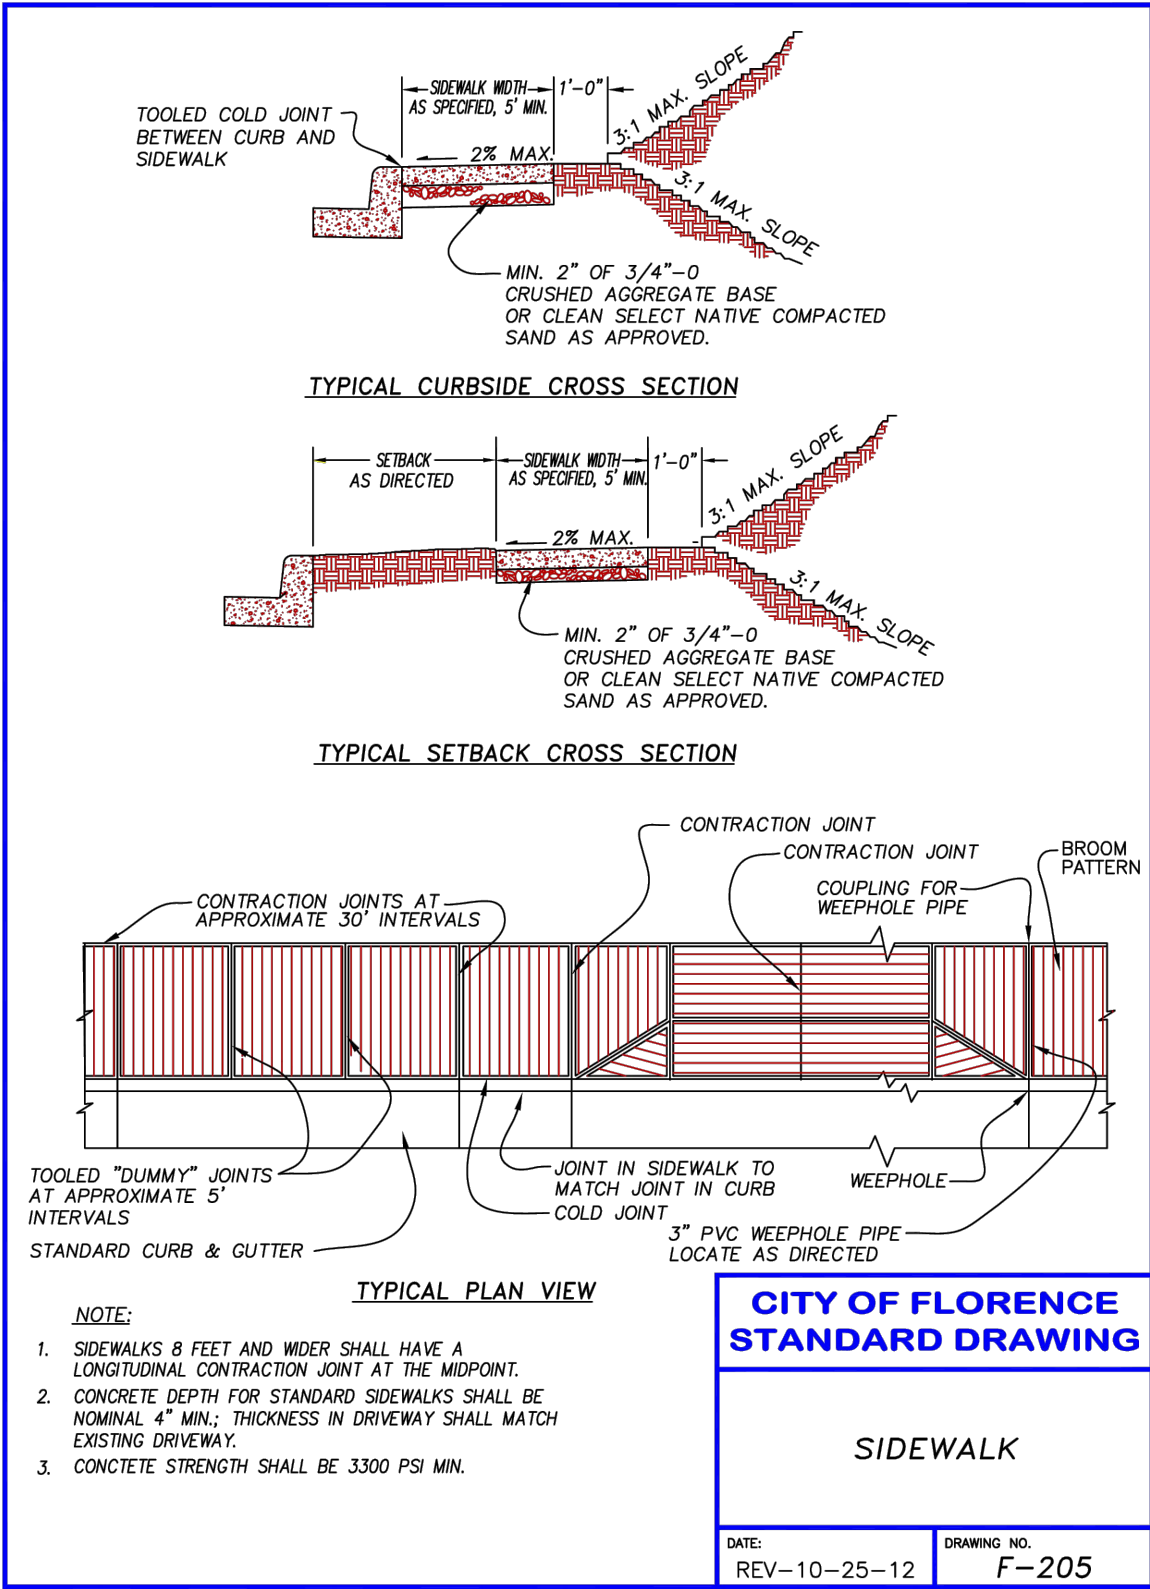 TOOLED COLD JOINT
BETWEEN CURB AND
SIDEWALK
SIDEWALK WIDTH
AS SPECIFIED, 5' MIN.
1'-0"
2% MAX.
3:1 MAX. SLOPE
3:1 MAX. SLOPE
MIN. 2" OF 3/4"-0
CRUSHED AGGREGATE BASE
OR CLEAN SELECT NATIVE COMPACTED
SAND AS APPROVED.
TYPICAL CURBSIDE CROSS SECTION
SETBACK
AS DIRECTED
SIDEWALK WIDTH
AS SPECIFIED, 5' MIN.
1'-0"
2% MAX.
3:1 MAX. SLOPE
3:1 MAX. SLOPE
MIN. 2" OF 3/4"-0
CRUSHED AGGREGATE BASE
OR CLEAN SELECT NATIVE COMPACTED
SAND AS APPROVED.
TYPICAL SETBACK CROSS SECTION
CONTRACTION JOINT
CONTRACTION JOINT
BROOM
PATTERN
COUPLING FOR
WEEPHOLE PIPE
CONTRACTION JOINTS AT
APPROXIMATE 30' INTERVALS
TOOLED "DUMMY" JOINTS
AT APPROXIMATE 5'
INTERVALS
STANDARD CURB & GUTTER
JOINT IN SIDEWALK TO
MATCH JOINT IN CURB
COLD JOINT
WEEPHOLE
3" PVC WEEPHOLE PIPE
LOCATE AS DIRECTED
TYPICAL PLAN VIEW
NOTE:
1. SIDEWALKS 8 FEET AND WIDER SHALL HAVE A
LONGITUDINAL CONTRACTION JOINT AT THE MIDPOINT.
2. CONCRETE DEPTH FOR STANDARD SIDEWALKS SHALL BE
NOMINAL 4" MIN.; THICKNESS IN DRIVEWAY SHALL MATCH
EXISTING DRIVEWAY.
3. CONCTETE STRENGTH SHALL BE 3300 PSI MIN.
CITY OF FLORENCE
STANDARD DRAWING
SIDEWALK
DATE:
REV-10-25-12
DRAWING NO.
F-205